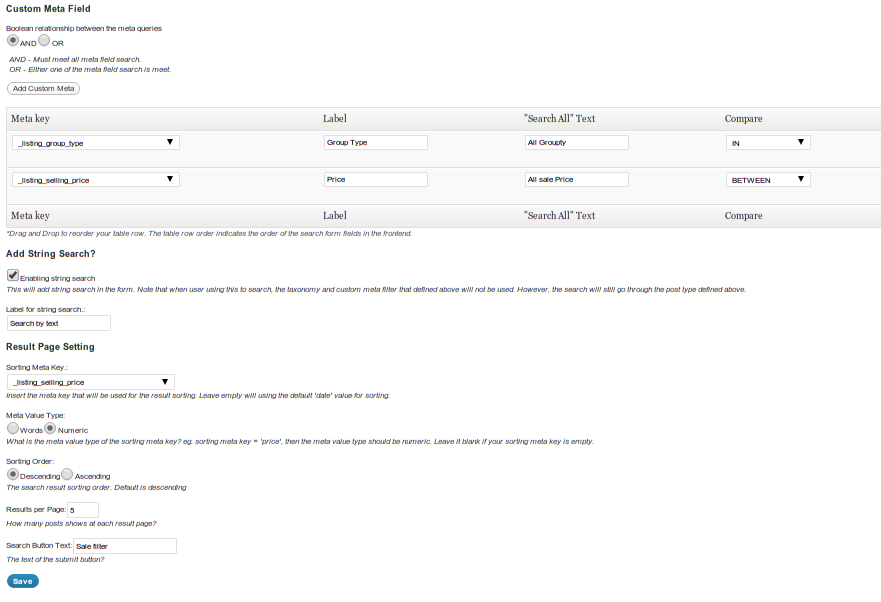 Custom Meta Field
Boolean relationship between the meta queries
AND OR
AND - Must meet all meta field search.
OR - Either one of the meta field search is meet.
Add Custom Meta
Meta key Label "Search All" Text Compare
_listing_group_type Group Type All Groupty IN
_listing_selling_price Price All sale Price BETWEEN
Meta key Label "Search All" Text Compare
*Drag and Drop to reorder your table row. The table row order indicates the order of the search form fields in the frontend.
Add String Search?
Enabling string search
This will add string search in the form. Note that when user using this to search, the taxonomy and custom meta filter that defined above will not be used. However, the search will still go through the post type defined above.
Label for string search.:
Search by text
Result Page Setting
Sorting Meta Key.:
_listing_selling_price
Insert the meta key that will be used for the result sorting. Leave empty will using the default 'date' value for sorting.
Meta Value Type:
Words Numeric
What is the meta value type of the sorting meta key? eg. sorting meta key = 'price', then the meta value type should be numeric. Leave it blank if your sorting meta key is empty.
Sorting Order:
Descending Ascending
The search result sorting order. Default is descending
Results per Page: 5
How many posts shows at each result page?
Search Button Text: Sale filter
The text of the submit button?
Save